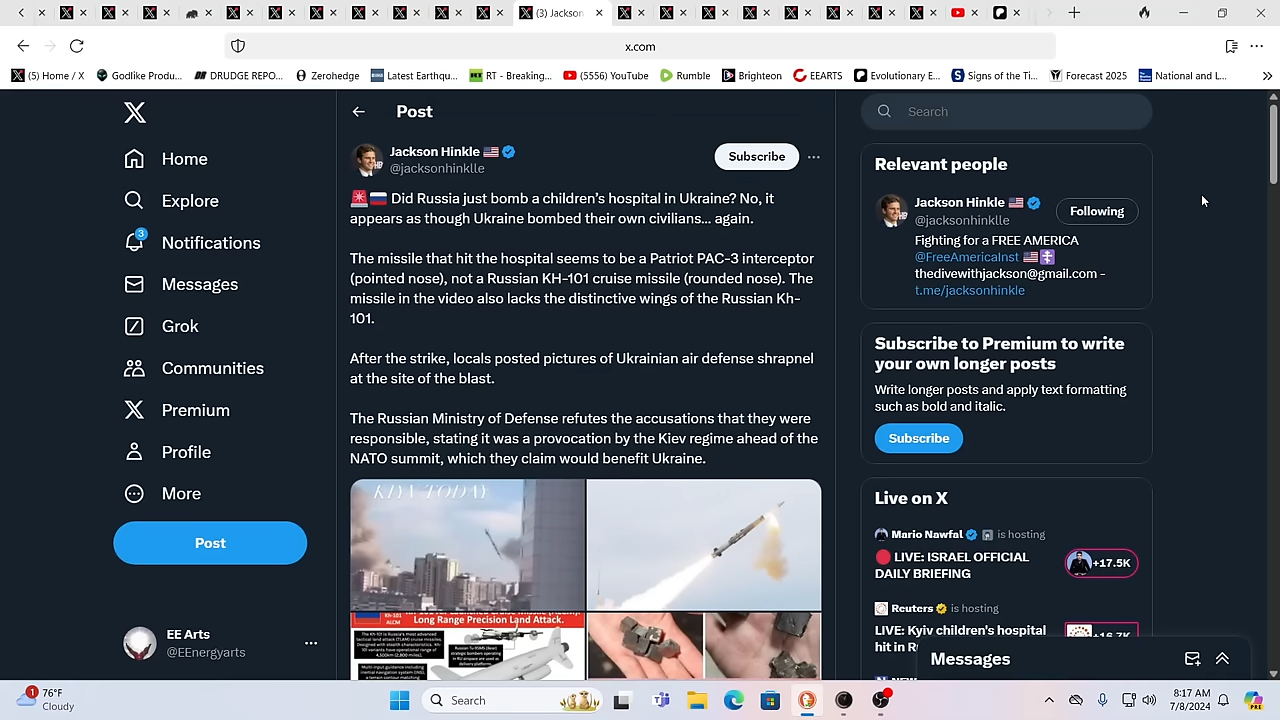 (3) Jackson
x.com
(5) Home / X
Godlike Produ...
DRUDGE REPO...
Zerohedge
Latest Earthqu...
RT - Breaking...
(5556) YouTube
Rumble
Brighteon
EEARTS
Evolutionary E...
Signs of the Ti...
Forecast 2025
National and L...
Home
Explore
3
Notifications
Messages
Grok
Communities
Premium
Profile
More
Post
EE Arts
@EEnergyarts
Post
Jackson Hinkle
@jacksonhinklle
Subscribe
Did Russia just bomb a children's hospital in Ukraine? No, it
appears as though Ukraine bombed their own civilians... again.
The missile that hit the hospital seems to be a Patriot PAC-3 interceptor
(pointed nose), not a Russian KH-101 cruise missile (rounded nose). The
missile in the video also lacks the distinctive wings of the Russian Kh-
101.
After the strike, locals posted pictures of Ukrainian air defense shrapnel
at the site of the blast.
The Russian Ministry of Defense refutes the accusations that they were
responsible, stating it was a provocation by the Kiev regime ahead of the
NATO summit, which they claim would benefit Ukraine.
Kh-101
ALCM
Long Range Precision Land Attack.
Search
Relevant people
Jackson Hinkle
@jacksonhinklle
Following
Fighting for a FREE AMERICA
@FreeAmericaInst
thedivewithjackson@gmail.com -
t.me/jacksonhinkle
Subscribe to Premium to write
your own longer posts
Write longer posts and apply text formatting
such as bold and italic.
Subscribe
Live on X
Mario Nawfal is hosting
LIVE: ISRAEL OFFICIAL
DAILY BRIEFING
+17.5K
Reuters is hosting
LIVE: Kyiv children's hospital
Messages
1
76°F
Cloudy
Search
8:17 AM
7/8/2024